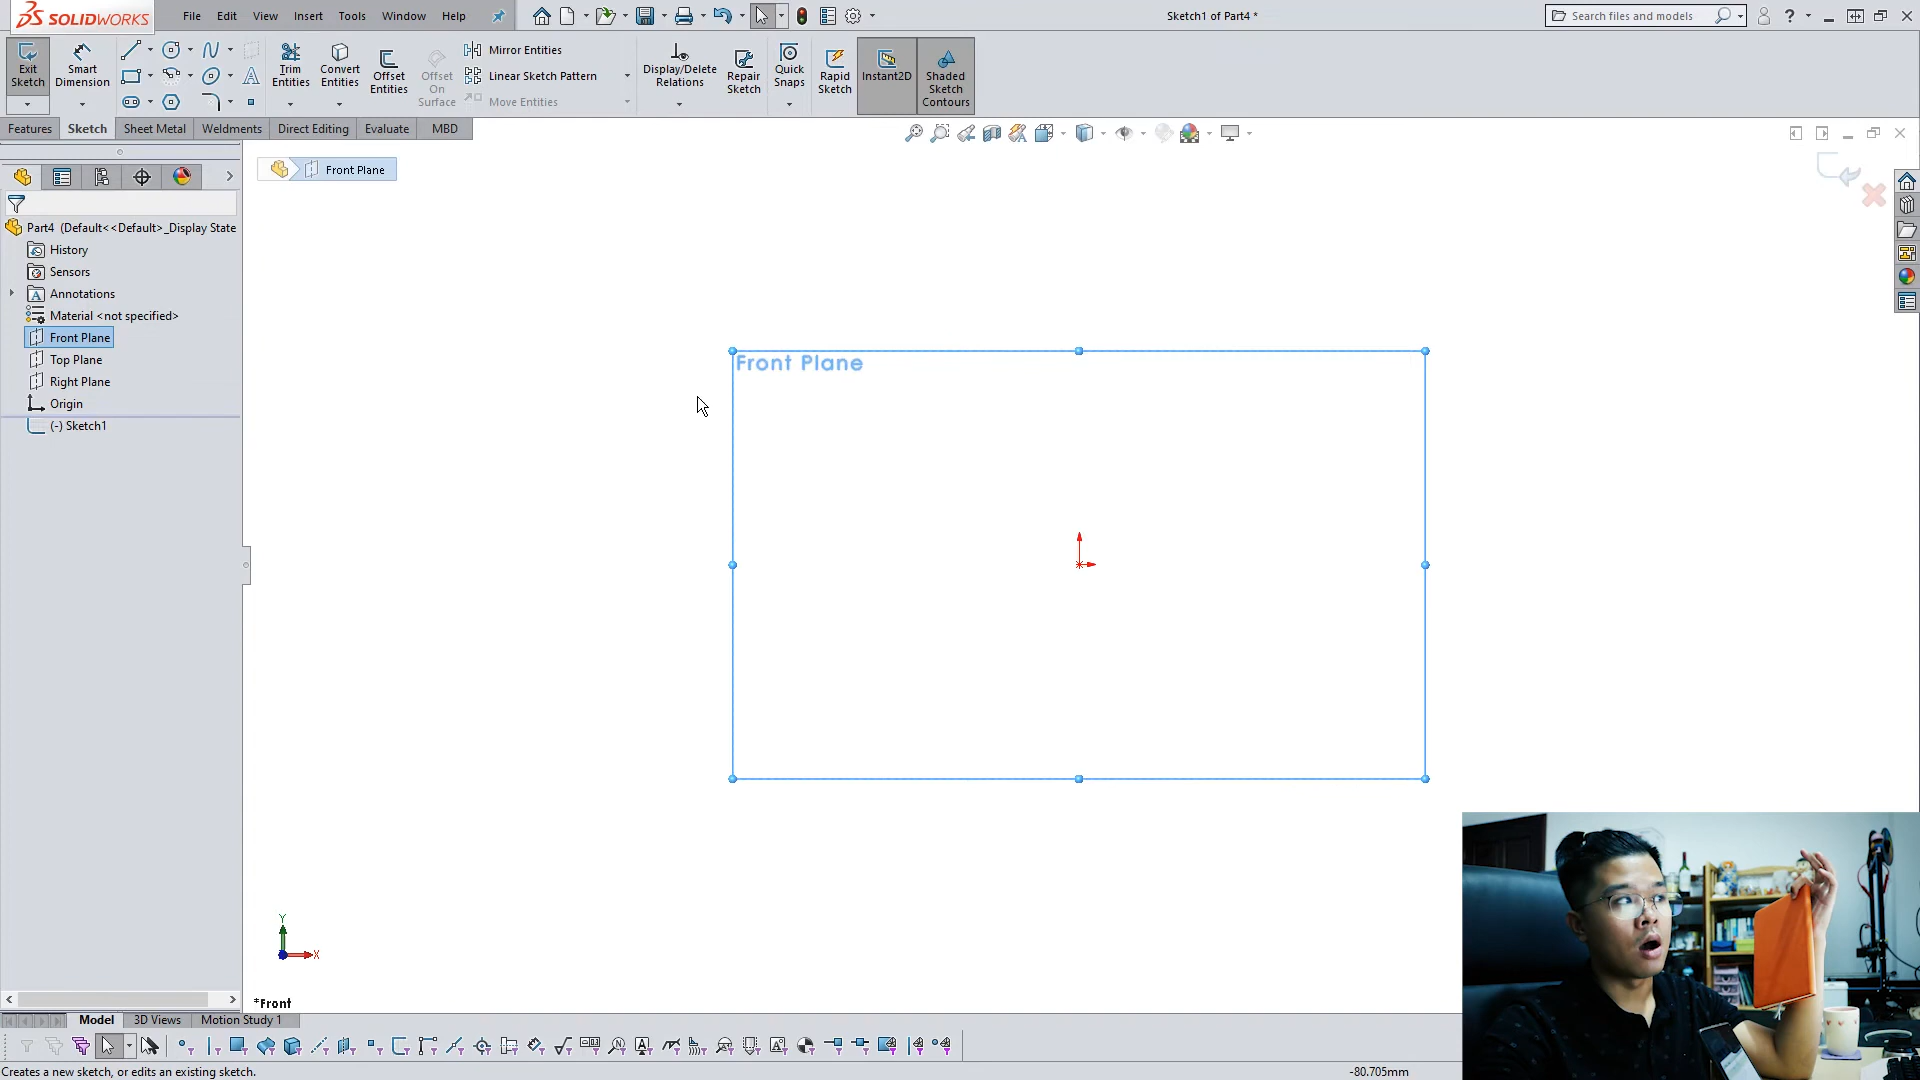 SOLIDWORKS
File Edit View Insert Tools Window Help
Sketch1 of Part4 *
Search files and models
?
Exit Sketch
Smart Dimension
Trim Entities
Convert Entities
Offset Entities
Offset On Surface
Mirror Entities
Linear Sketch Pattern
Move Entities
Display/Delete Relations
Repair Sketch
Quick Snaps
Rapid Sketch
Instant2D
Shaded Sketch Contours
Features Sketch Sheet Metal Weldments Direct Editing Evaluate MBD
Front Plane
Part4 (Default<<Default>_Display State
History
Sensors
Annotations
Material <not specified>
Front Plane
Top Plane
Right Plane
Origin
(-) Sketch1
Front Plane
Y
X
*Front
Model 3D Views Motion Study 1
Creates a new sketch, or edits an existing sketch.
-80.705mm